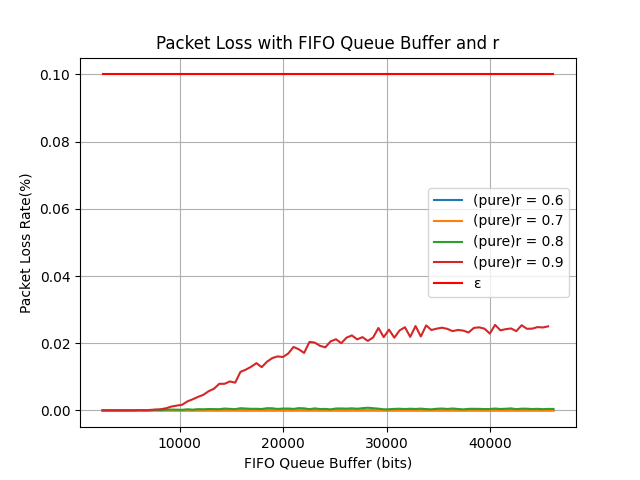 Packet Loss with FIFO Queue Buffer and r
Packet Loss Rate(%)
0.10
0.08
0.06
0.04
0.02
0.00
(pure)r = 0.6
(pure)r = 0.7
(pure)r = 0.8
(pure)r = 0.9
ε
10000
20000
30000
40000
FIFO Queue Buffer (bits)